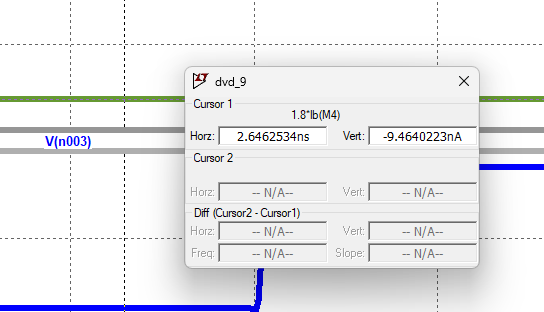 dvd_9
Cursor 1
1.8*Ib(M4)
Horz: 2.6462534ns Vert: -9.4640223nA
V(n003)
Cursor 2
Horz: -- N/A-- Vert: -- N/A--
Diff (Cursor2 - Cursor1)
Horz: -- N/A-- Vert: -- N/A--
Freq: -- N/A-- Slope: -- N/A--